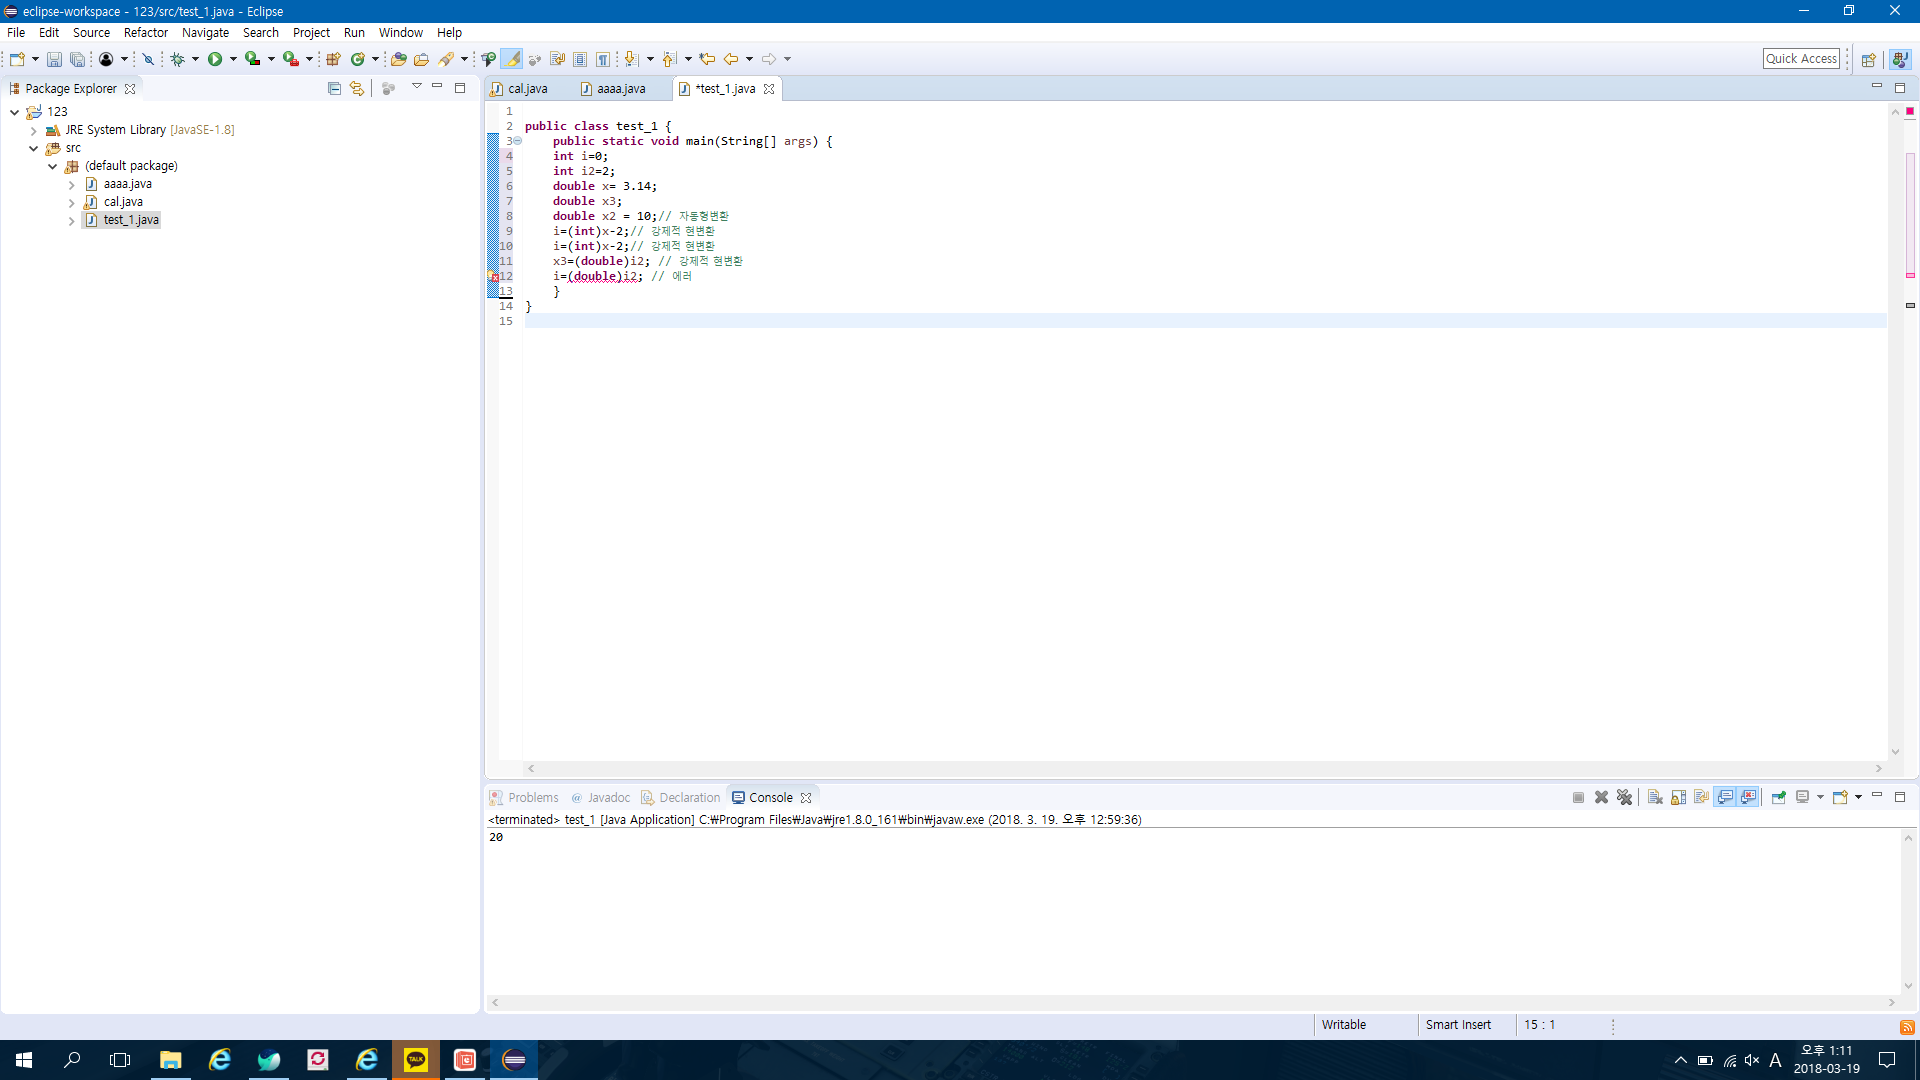 eclipse-workspace - 123/src/test_1.java - Eclipse
File Edit Source Refactor Navigate Search Project Run Window Help
Quick Access
Package Explorer
123
JRE System Library [JavaSE-1.8]
src
(default package)
aaaa.java
cal.java
test_1.java
cal.java aaaa.java *test_1.java
1
2 public class test_1 {
3 public static void main(String[] args) {
4 int i=0;
5 int i2=2;
6 double x= 3.14;
7 double x3;
8 double x2 = 10;// 자동형변환
9 i=(int)x-2;// 강제적 현변환
10 i=(int)x-2;// 강제적 현변환
11 x3=(double)i2; // 강제적 현변환
12 i=(double)i2; // 에러
13 }
14 }
15
Problems @ Javadoc Declaration Console
<terminated> test_1 [Java Application] C:₩Program Files₩Java₩jre1.8.0_161₩bin₩javaw.exe (2018. 3. 19. 오후 12:59:36)
20
Writable Smart Insert 15 : 1
TALK
A
오후 1:11
2018-03-19